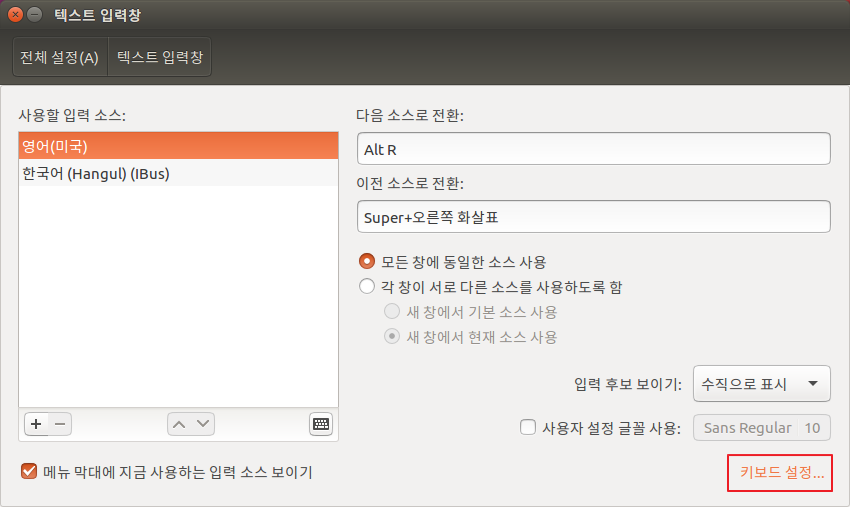 텍스트 입력창
전체 설정(A) 텍스트 입력창
사용할 입력 소스:
영어(미국)
한국어 (Hangul) (IBus)
메뉴 막대에 지금 사용하는 입력 소스 보이기
다음 소스로 전환:
Alt R
이전 소스로 전환:
Super+오른쪽 화살표
모든 창에 동일한 소스 사용
각 창이 서로 다른 소스를 사용하도록 함
새 창에서 기본 소스 사용
새 창에서 현재 소스 사용
입력 후보 보이기: 수직으로 표시
사용자 설정 글꼴 사용: Sans Regular 10
키보드 설정...